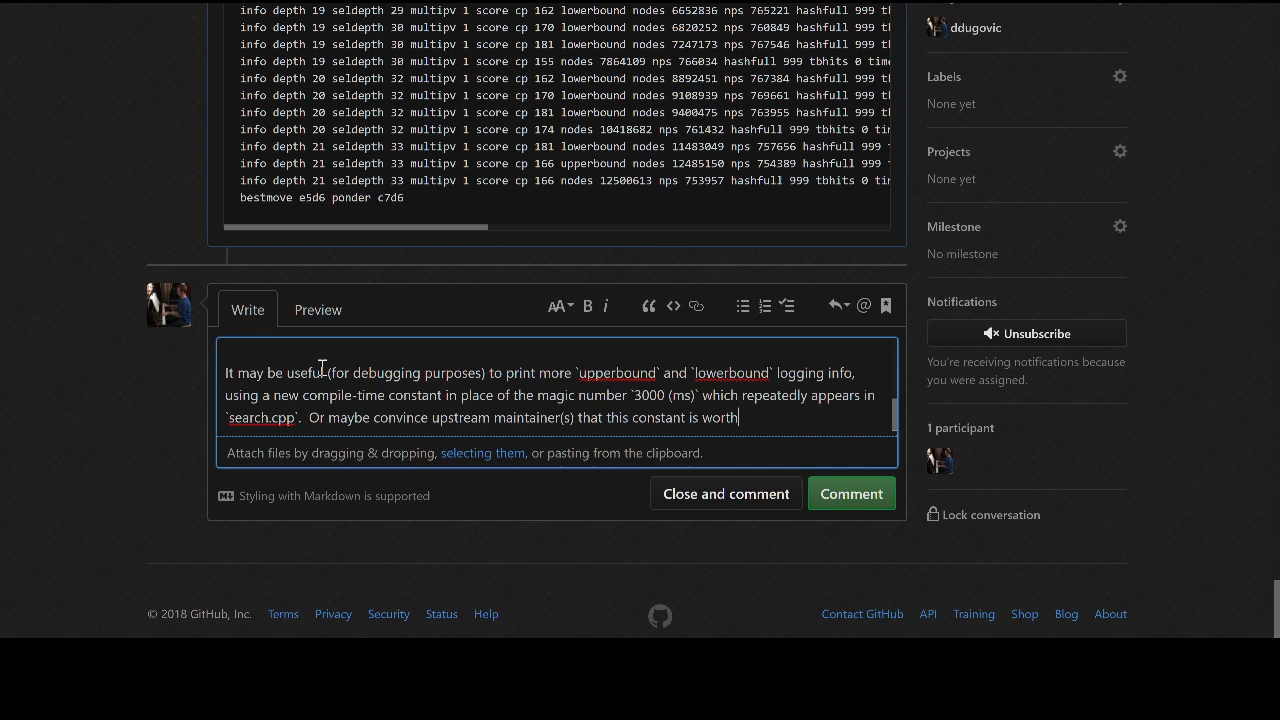 info depth 19 seldepth 29 multipv 1 score cp 162 lowerbound nodes 6652836 nps 765221 hashfull 999 tb
info depth 19 seldepth 30 multipv 1 score cp 170 lowerbound nodes 6820252 nps 760849 hashfull 999 tb
info depth 19 seldepth 30 multipv 1 score cp 181 lowerbound nodes 7247173 nps 767546 hashfull 999 tb
info depth 19 seldepth 30 multipv 1 score cp 155 nodes 7864109 nps 766034 hashfull 999 tbhits 0 time
info depth 20 seldepth 32 multipv 1 score cp 162 lowerbound nodes 8892451 nps 767384 hashfull 999 tb
info depth 20 seldepth 32 multipv 1 score cp 170 lowerbound nodes 9108939 nps 769661 hashfull 999 tb
info depth 20 seldepth 32 multipv 1 score cp 181 lowerbound nodes 9400475 nps 763955 hashfull 999 tb
info depth 20 seldepth 32 multipv 1 score cp 174 nodes 10418682 nps 761432 hashfull 999 tbhits 0 tim
info depth 21 seldepth 33 multipv 1 score cp 181 lowerbound nodes 11483049 nps 757656 hashfull 999 t
info depth 21 seldepth 33 multipv 1 score cp 166 upperbound nodes 12485150 nps 754389 hashfull 999 t
info depth 21 seldepth 33 multipv 1 score cp 166 nodes 12500613 nps 753957 hashfull 999 tbhits 0 tim
bestmove e5d6 ponder c7d6
ddugovic
Labels
None yet
Projects
None yet
Milestone
No milestone
Notifications
Unsubscribe
You're receiving notifications because
you were assigned.
1 participant
Lock conversation
Write
Preview
AA B i
It may be useful (for debugging purposes) to print more `upperbound` and `lowerbound` logging info,
using a new compile-time constant in place of the magic number `3000 (ms)` which repeatedly appears in
`search.cpp`.  Or maybe convince upstream maintainer(s) that this constant is worth
Attach files by dragging & dropping, selecting them, or pasting from the clipboard.
Styling with Markdown is supported
Close and comment
Comment
© 2018 GitHub, Inc. Terms Privacy Security Status Help
Contact GitHub API Training Shop Blog About